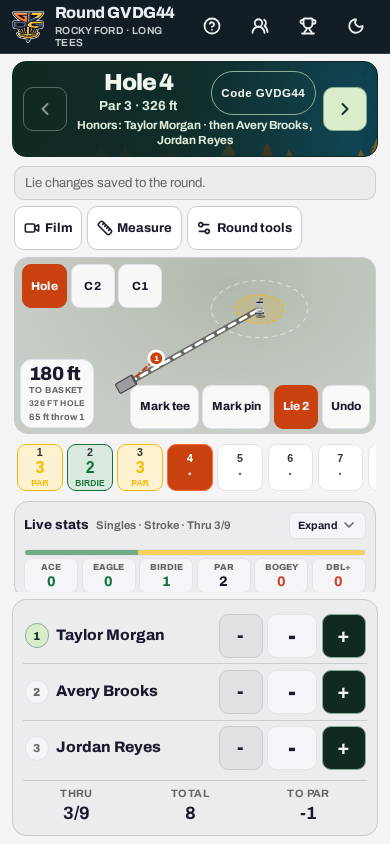 Round GVDG44
ROCKY FORD · LONG
TEES
Hole 4
Par 3 · 326 ft
Code GVDG44
Honors: Taylor Morgan · then Avery Brooks,
Jordan Reyes
Lie changes saved to the round.
Film
Measure
Round tools
Hole
C2
C1
1
180 ft
TO BASKET
326 FT HOLE
65 ft throw 1
Mark tee
Mark pin
Lie 2
Undo
1 2 3 4 5 6 7
3 2 3 · · · ·
PAR BIRDIE PAR
Live stats
Singles · Stroke · Thru 3/9
Expand
ACE EAGLE BIRDIE PAR BOGEY DBL+
0 0 1 2 0 0
1 Taylor Morgan - - +
2 Avery Brooks - - +
3 Jordan Reyes - - +
THRU TOTAL TO PAR
3/9 8 -1